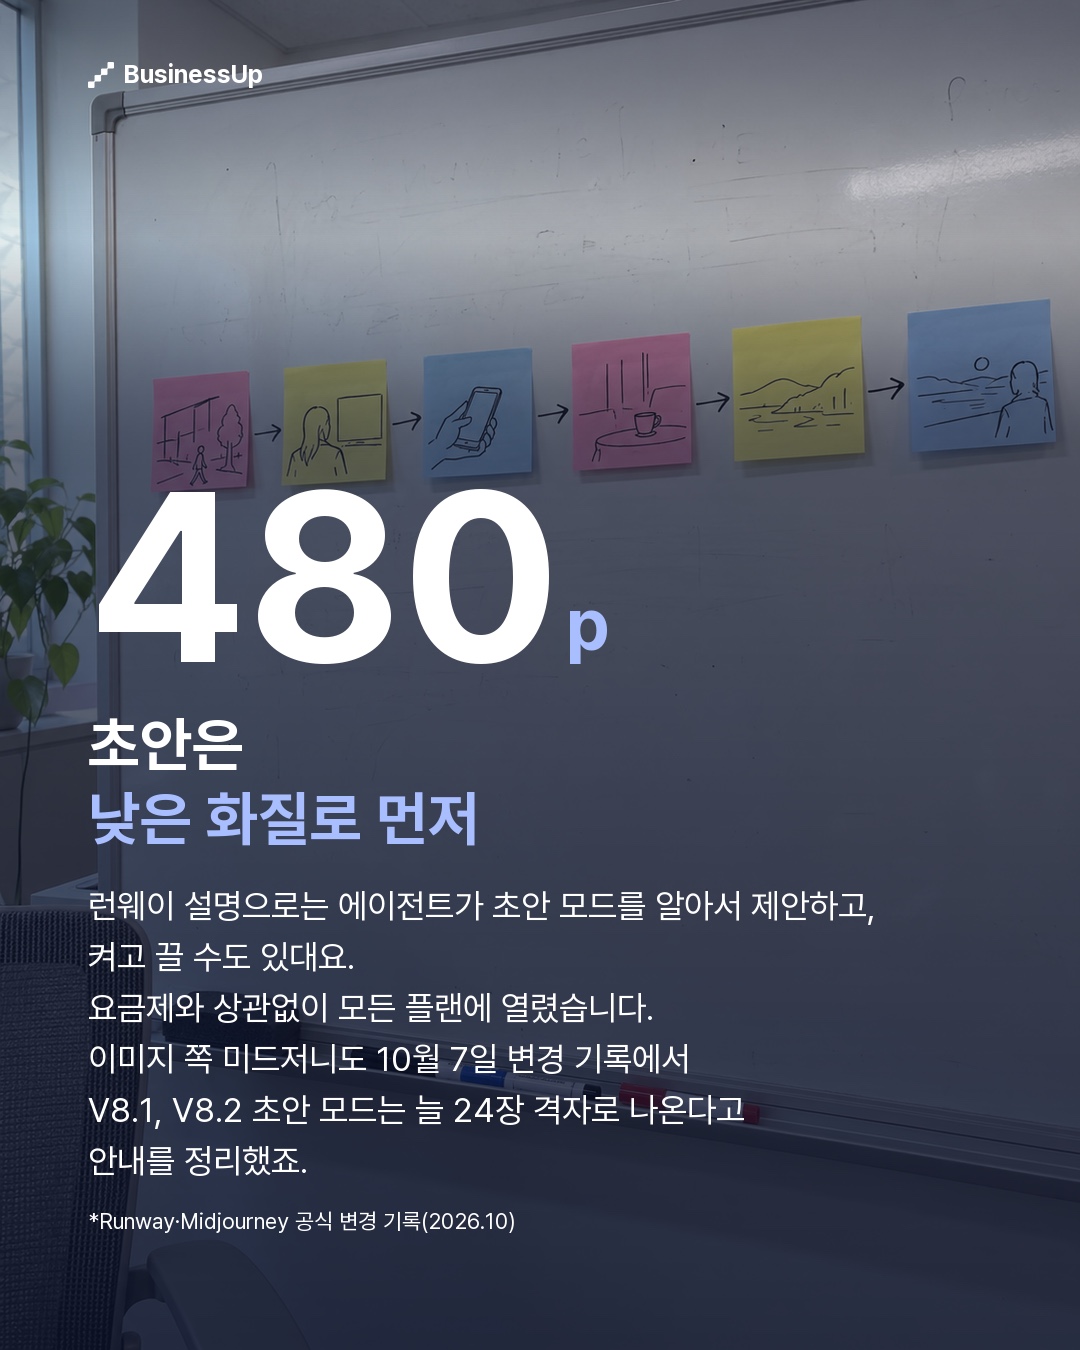 BusinessUp
480p
초안은
낮은 화질로 먼저
런웨이 설명으로는 에이전트가 초안 모드를 알아서 제안하고,
켜고 끌 수도 있대요.
요금제와 상관없이 모든 플랜에 열렸습니다.
이미지 쪽 미드저니도 10월 7일 변경 기록에서
V8.1, V8.2 초안 모드는 늘 24장 격자로 나온다고
안내를 정리했죠.
*Runway·Midjourney 공식 변경 기록(2026.10)